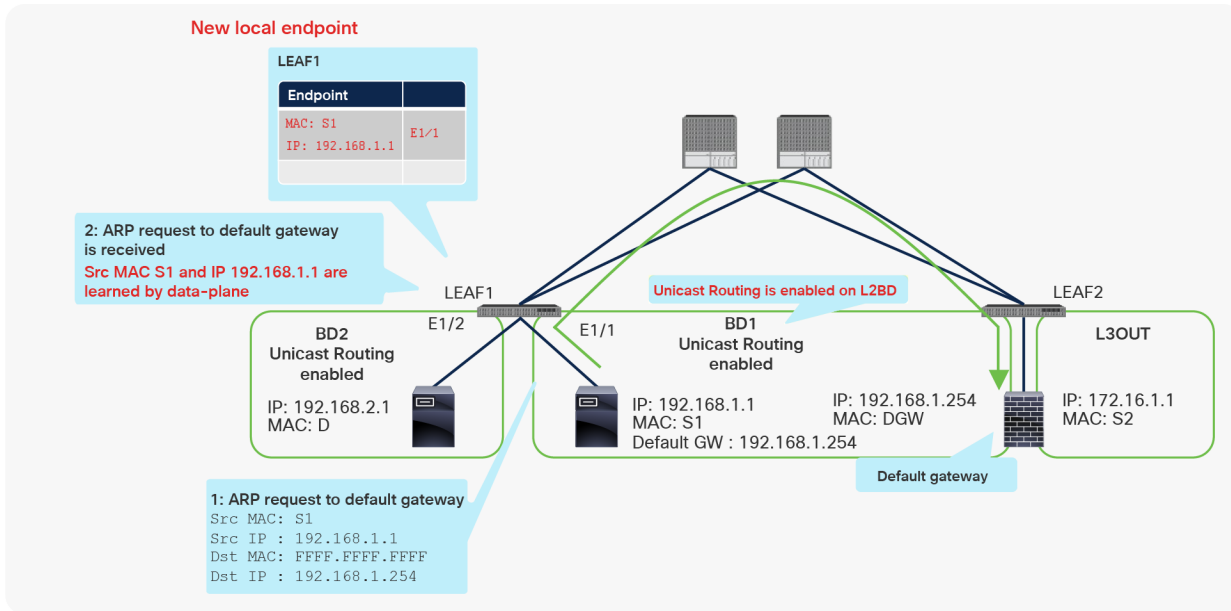 New local endpoint
LEAF1
Endpoint
MAC: S1
IP: 192.168.1.1
E1/1
2: ARP request to default gateway
is received
Src MAC S1 and IP 192.168.1.1 are
learned by data-plane
LEAF1
E1/2
E1/1
Unicast Routing is enabled on L2BD
LEAF2
BD2
Unicast Routing
enabled
IP: 192.168.2.1
MAC: D
BD1
Unicast Routing
enabled
IP: 192.168.1.1
MAC: S1
Default GW : 192.168.1.254
IP: 192.168.1.254
MAC: DGW
L3OUT
IP: 172.16.1.1
MAC: S2
Default gateway
1: ARP request to default gateway
Src MAC: S1
Src IP : 192.168.1.1
Dst MAC: FFFF.FFFF.FFFF
Dst IP : 192.168.1.254